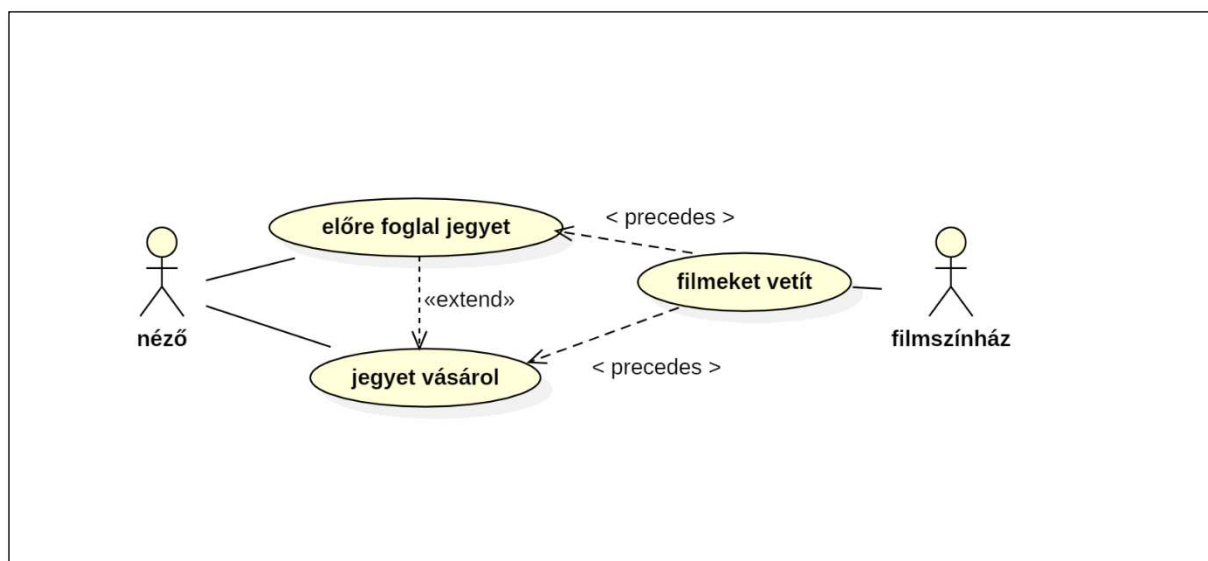 előre foglal jegyet
< precedes >
filmeket vetít
«extend»
néző
filmszínház
< precedes >
jegyet vásárol